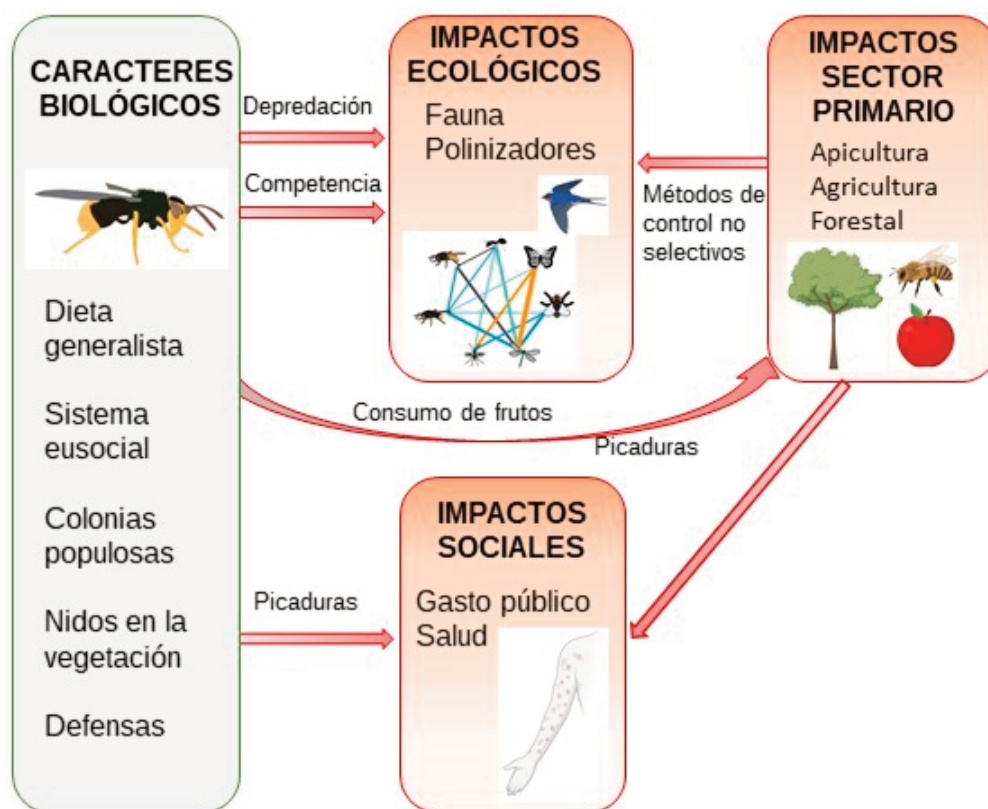 CARACTERES
BIOLÓGICOS
Dieta
generalista
Sistema
eusocial
Colonias
populosas
Nidos en la
vegetación
Defensas
Depredación
Competencia
IMPACTOS
ECOLÓGICOS
Fauna
Polinizadores
Métodos de
control no
selectivos
IMPACTOS
SECTOR
PRIMARIO
Apicultura
Agricultura
Forestal
Consumo de frutos
Picaduras
Picaduras
IMPACTOS
SOCIALES
Gasto público
Salud